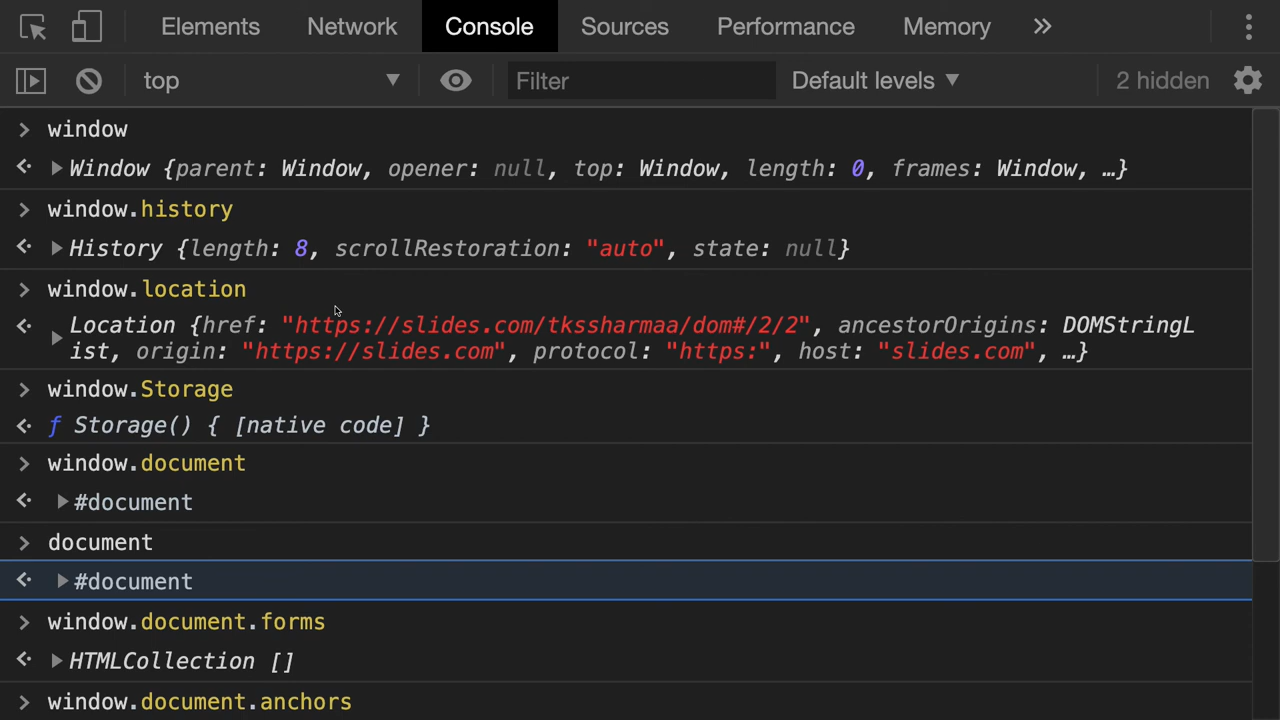 Elements Network Console Sources Performance Memory »
top ▼ Filter Default levels ▼ 2 hidden
> window
Window {parent: Window, opener: null, top: Window, length: 0, frames: Window, …}
> window.history
History {length: 8, scrollRestoration: "auto", state: null}
> window.location
Location {href: "https://slides.com/tkssharmaa/dom#/2/2", ancestorOrigins: DOMStringL
ist, origin: "https://slides.com", protocol: "https:", host: "slides.com", …}
> window.Storage
ƒ Storage() { [native code] }
> window.document
#document
> document
#document
> window.document.forms
HTMLCollection []
> window.document.anchors